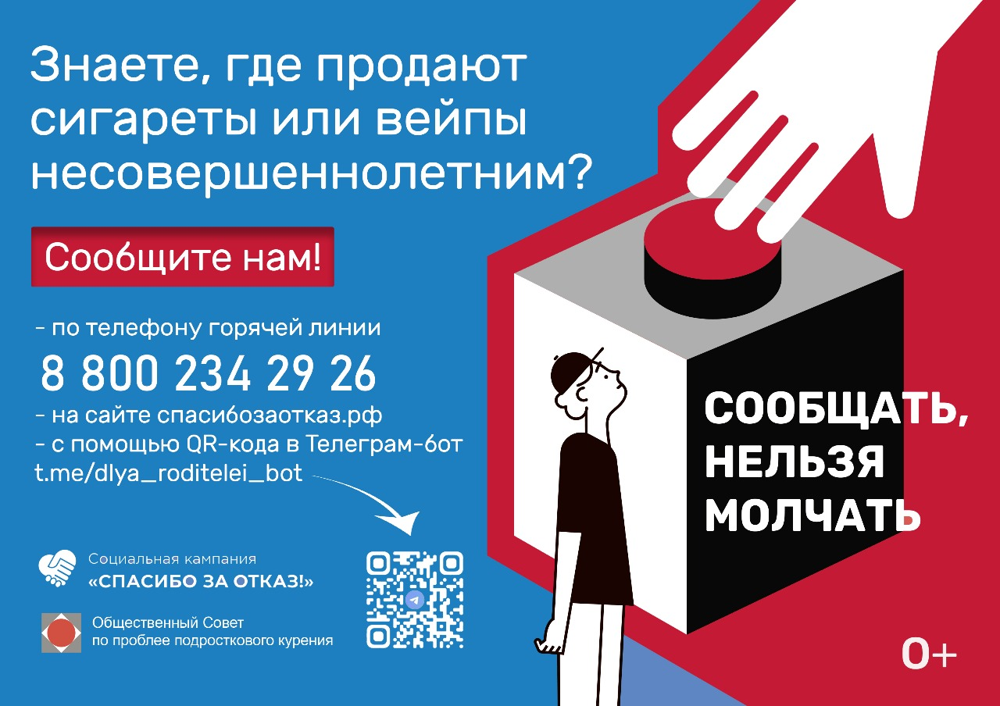 Знаете, где продают
сигареты или вейпы
несовершеннолетним?
Сообщите нам!
- по телефону горячей линии
8 800 234 29 26
- на сайте спасибозаотказ.рф
- с помощью QR-кода в Телеграм-бот
t.me/dlya_roditelei_bot
Социальная кампания
«СПАСИБО ЗА ОТКАЗ!»
Общественный Совет
по проблее подросткового курения
СООБЩАТЬ,
НЕЛЬЗЯ
МОЛЧАТЬ
0+